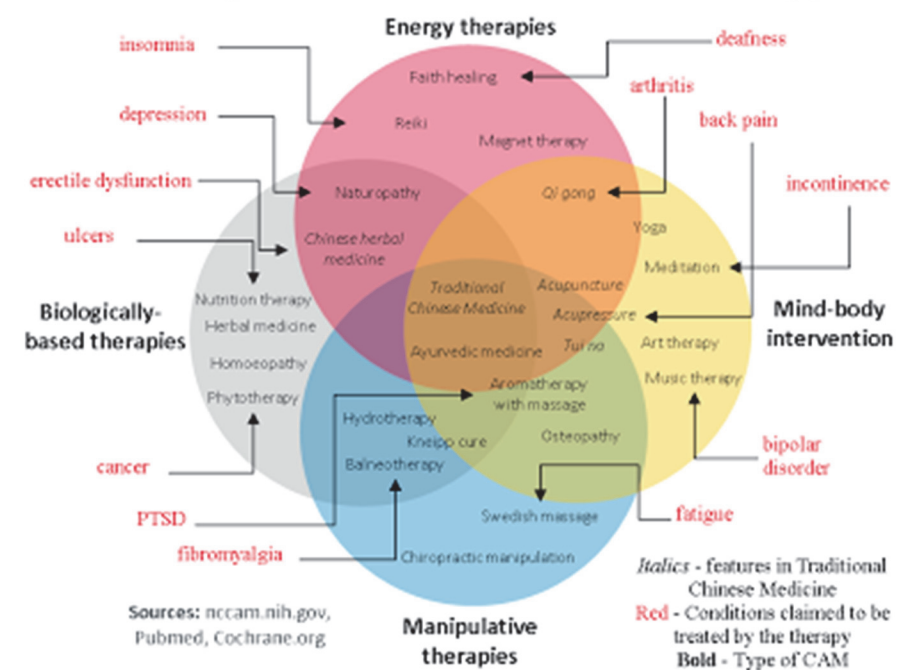 Energy therapies
insomnia
deafness
Faith healing
arthritis
depression
Reiki
back pain
Magnet therapy
erectile dysfunction
Naturopathy
Qi gong
incontinence
ulcers
Chinese herbal
medicine
Yoga
Meditation
Nutrition therapy
Traditional
Chinese Medicine
Acupuncture
Biologically-
based therapies
Herbal medicine
Acupressure
Mind-body
intervention
Homoeopathy
Ayurvedic medicine
Tui na
Art therapy
Phytotherapy
Aromatherapy
with massage
Music therapy
Hydrotherapy
Kneipp cure
Osteopathy
bipolar
disorder
cancer
Balneotherapy
PTSD
Swedish massage
fatigue
fibromyalgia
Chiropractic manipulation
Italics - features in Traditional
Chinese Medicine
Red - Conditions claimed to be
treated by the therapy
Bold - Type of CAM
Sources: nccam.nih.gov,
Pubmed, Cochrane.org
Manipulative
therapies